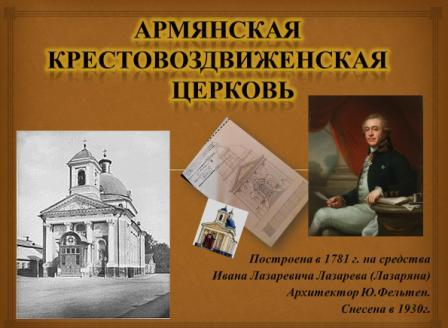 АРМЯНСКАЯ
КРЕСТОВОЗДВИЖЕНСКАЯ
ЦЕРКОВЬ
Построена в 1781 г. на средства
Ивана Лазаревича Лазарева (Лазаряна)
Архитектор Ю.Фельтен.
Снесена в 1930г.